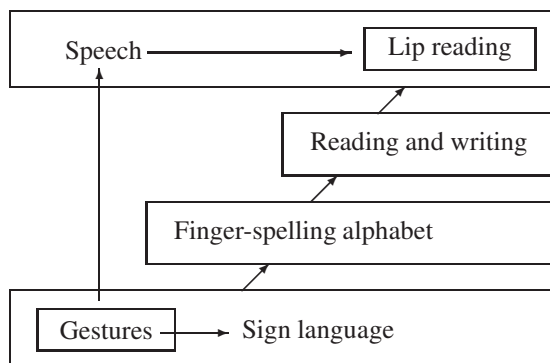 Speech Lip reading
Reading and writing
Finger-spelling alphabet
Gestures Sign language